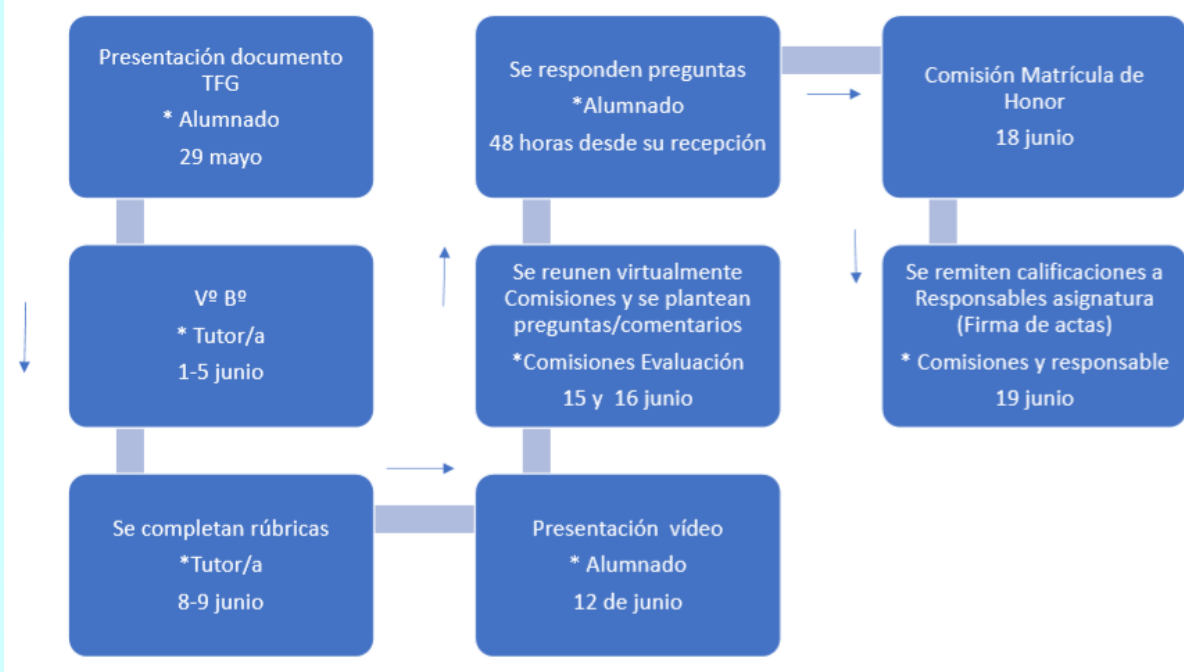 Presentación documento
TFG
* Alumnado
29 mayo
Vº Bº
* Tutor/a
1-5 junio
Se completan rúbricas
*Tutor/a
8-9 junio
Presentación vídeo
* Alumnado
12 de junio
Se reunen virtualmente
Comisiones y se plantean
preguntas/comentarios
*Comisiones Evaluación
15 y 16 junio
Se responden preguntas
*Alumnado
48 horas desde su recepción
Comisión Matrícula de
Honor
18 junio
Se remiten calificaciones a
Responsables asignatura
(Firma de actas)
* Comisiones y responsable
19 junio